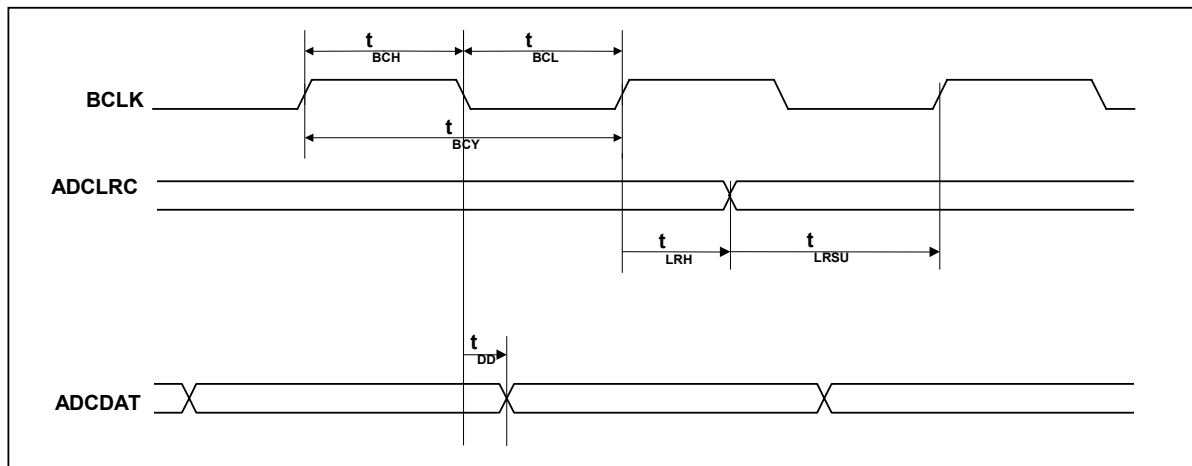 t BCH
t BCL
BCLK
t BCY
ADCLRC
t LRH
t LRSU
t DD
ADCDAT